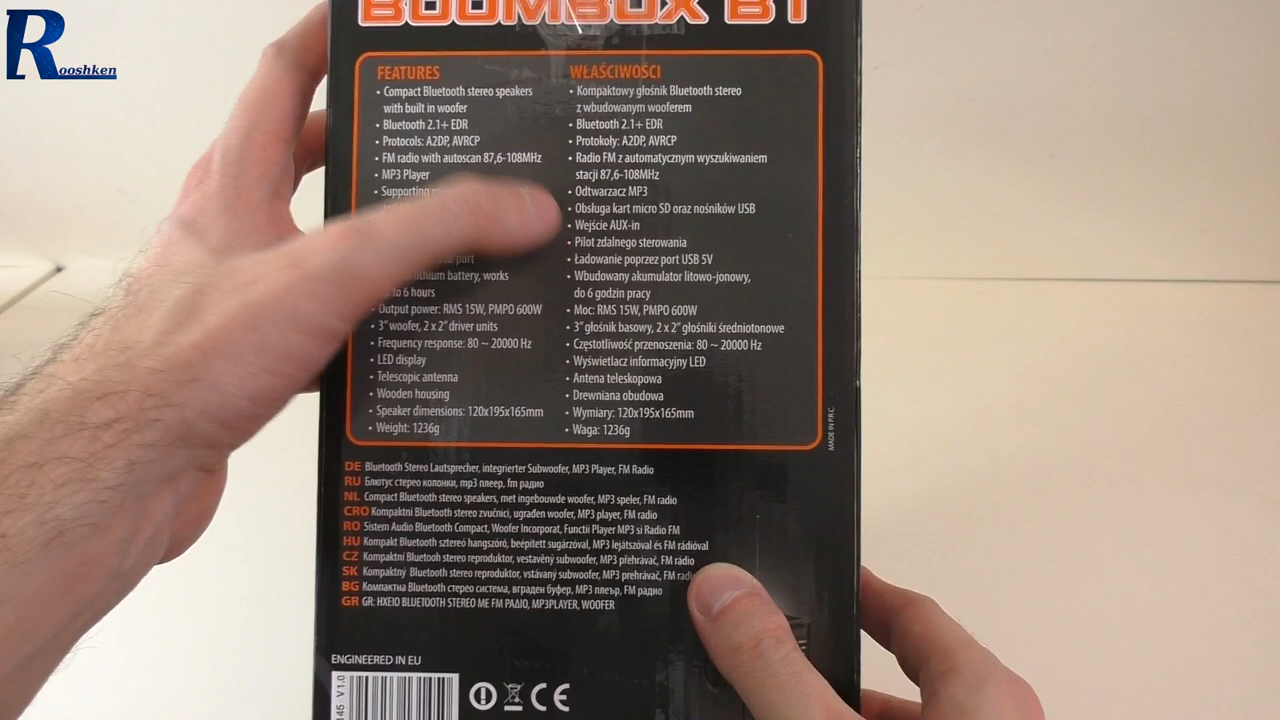 Rooshken
BOOMBOX BT
FEATURES
• Compact Bluetooth stereo speakers
with built in woofer
• Bluetooth 2.1+ EDR
• Protocols: A2DP, AVRCP
• FM radio with autoscan 87,6-108MHz
• MP3 Player
• Supporting
port
lithium battery, works
to 6 hours
• Output power: RMS 15W, PMPO 600W
• 3” woofer, 2 x 2” driver units
• Frequency response: 80 ~ 20000 Hz
• LED display
• Telescopic antenna
• Wooden housing
• Speaker dimensions: 120x195x165mm
• Weight: 1236g
WŁAŚCIWOŚCI
• Kompaktowy głośnik Bluetooth stereo
z wbudowanym wooferem
• Bluetooth 2.1+ EDR
• Protokoły: A2DP, AVRCP
• Radio FM z automatycznym wyszukiwaniem
stacji 87,6-108MHz
• Odtwarzacz MP3
• Obsługa kart micro SD oraz nośników USB
• Wejście AUX-in
• Pilot zdalnego sterowania
• Ładowanie poprzez port USB 5V
• Wbudowany akumulator litowo-jonowy,
do 6 godzin pracy
• Moc: RMS 15W, PMPO 600W
• 3” głośnik basowy, 2 x 2” głośniki średniotonowe
• Częstotliwość przenoszenia: 80 ~ 20000 Hz
• Wyświetlacz informacyjny LED
• Antena teleskopowa
• Drewniana obudowa
• Wymiary: 120x195x165mm
• Waga: 1236g
MADE IN P.R.C.
DE Bluetooth Stereo Lautsprecher, integrierter Subwoofer, MP3 Player, FM Radio
RU Блютус стерео колонки, mp3 плеер, fm радио
NL Compact Bluetooth stereo speakers, met ingebouwde woofer, MP3 speler, FM radio
CRO Kompaktni Bluetooth stereo zvučnici, ugrađen woofer, MP3 player, FM radio
RO Sistem Audio Bluetooth Compact, Woofer Incorporat, Functii Player MP3 si Radio FM
HU Kompakt Bluetooth sztereó hangszóró, beépített sugárzóval, MP3 lejátszóval és FM rádióval
CZ Kompaktní Bluetooh stereo reproduktor, vestavěný subwoofer, MP3 přehrávač, FM rádio
SK Kompaktný Bluetooth stereo reproduktor, vstávaný subwoofer, MP3 prehrávač, FM
BG Компактна Bluetooth стерео система, вграден буфер, MP3 плеър, FM радио
GR GR: ΗΧΕΙΟ BLUETOOTH STEREO ΜΕ FM ΡΑΔΙΟ, MP3PLAYER, WOOFER
ENGINEERED IN EU
145 V1.0
CE